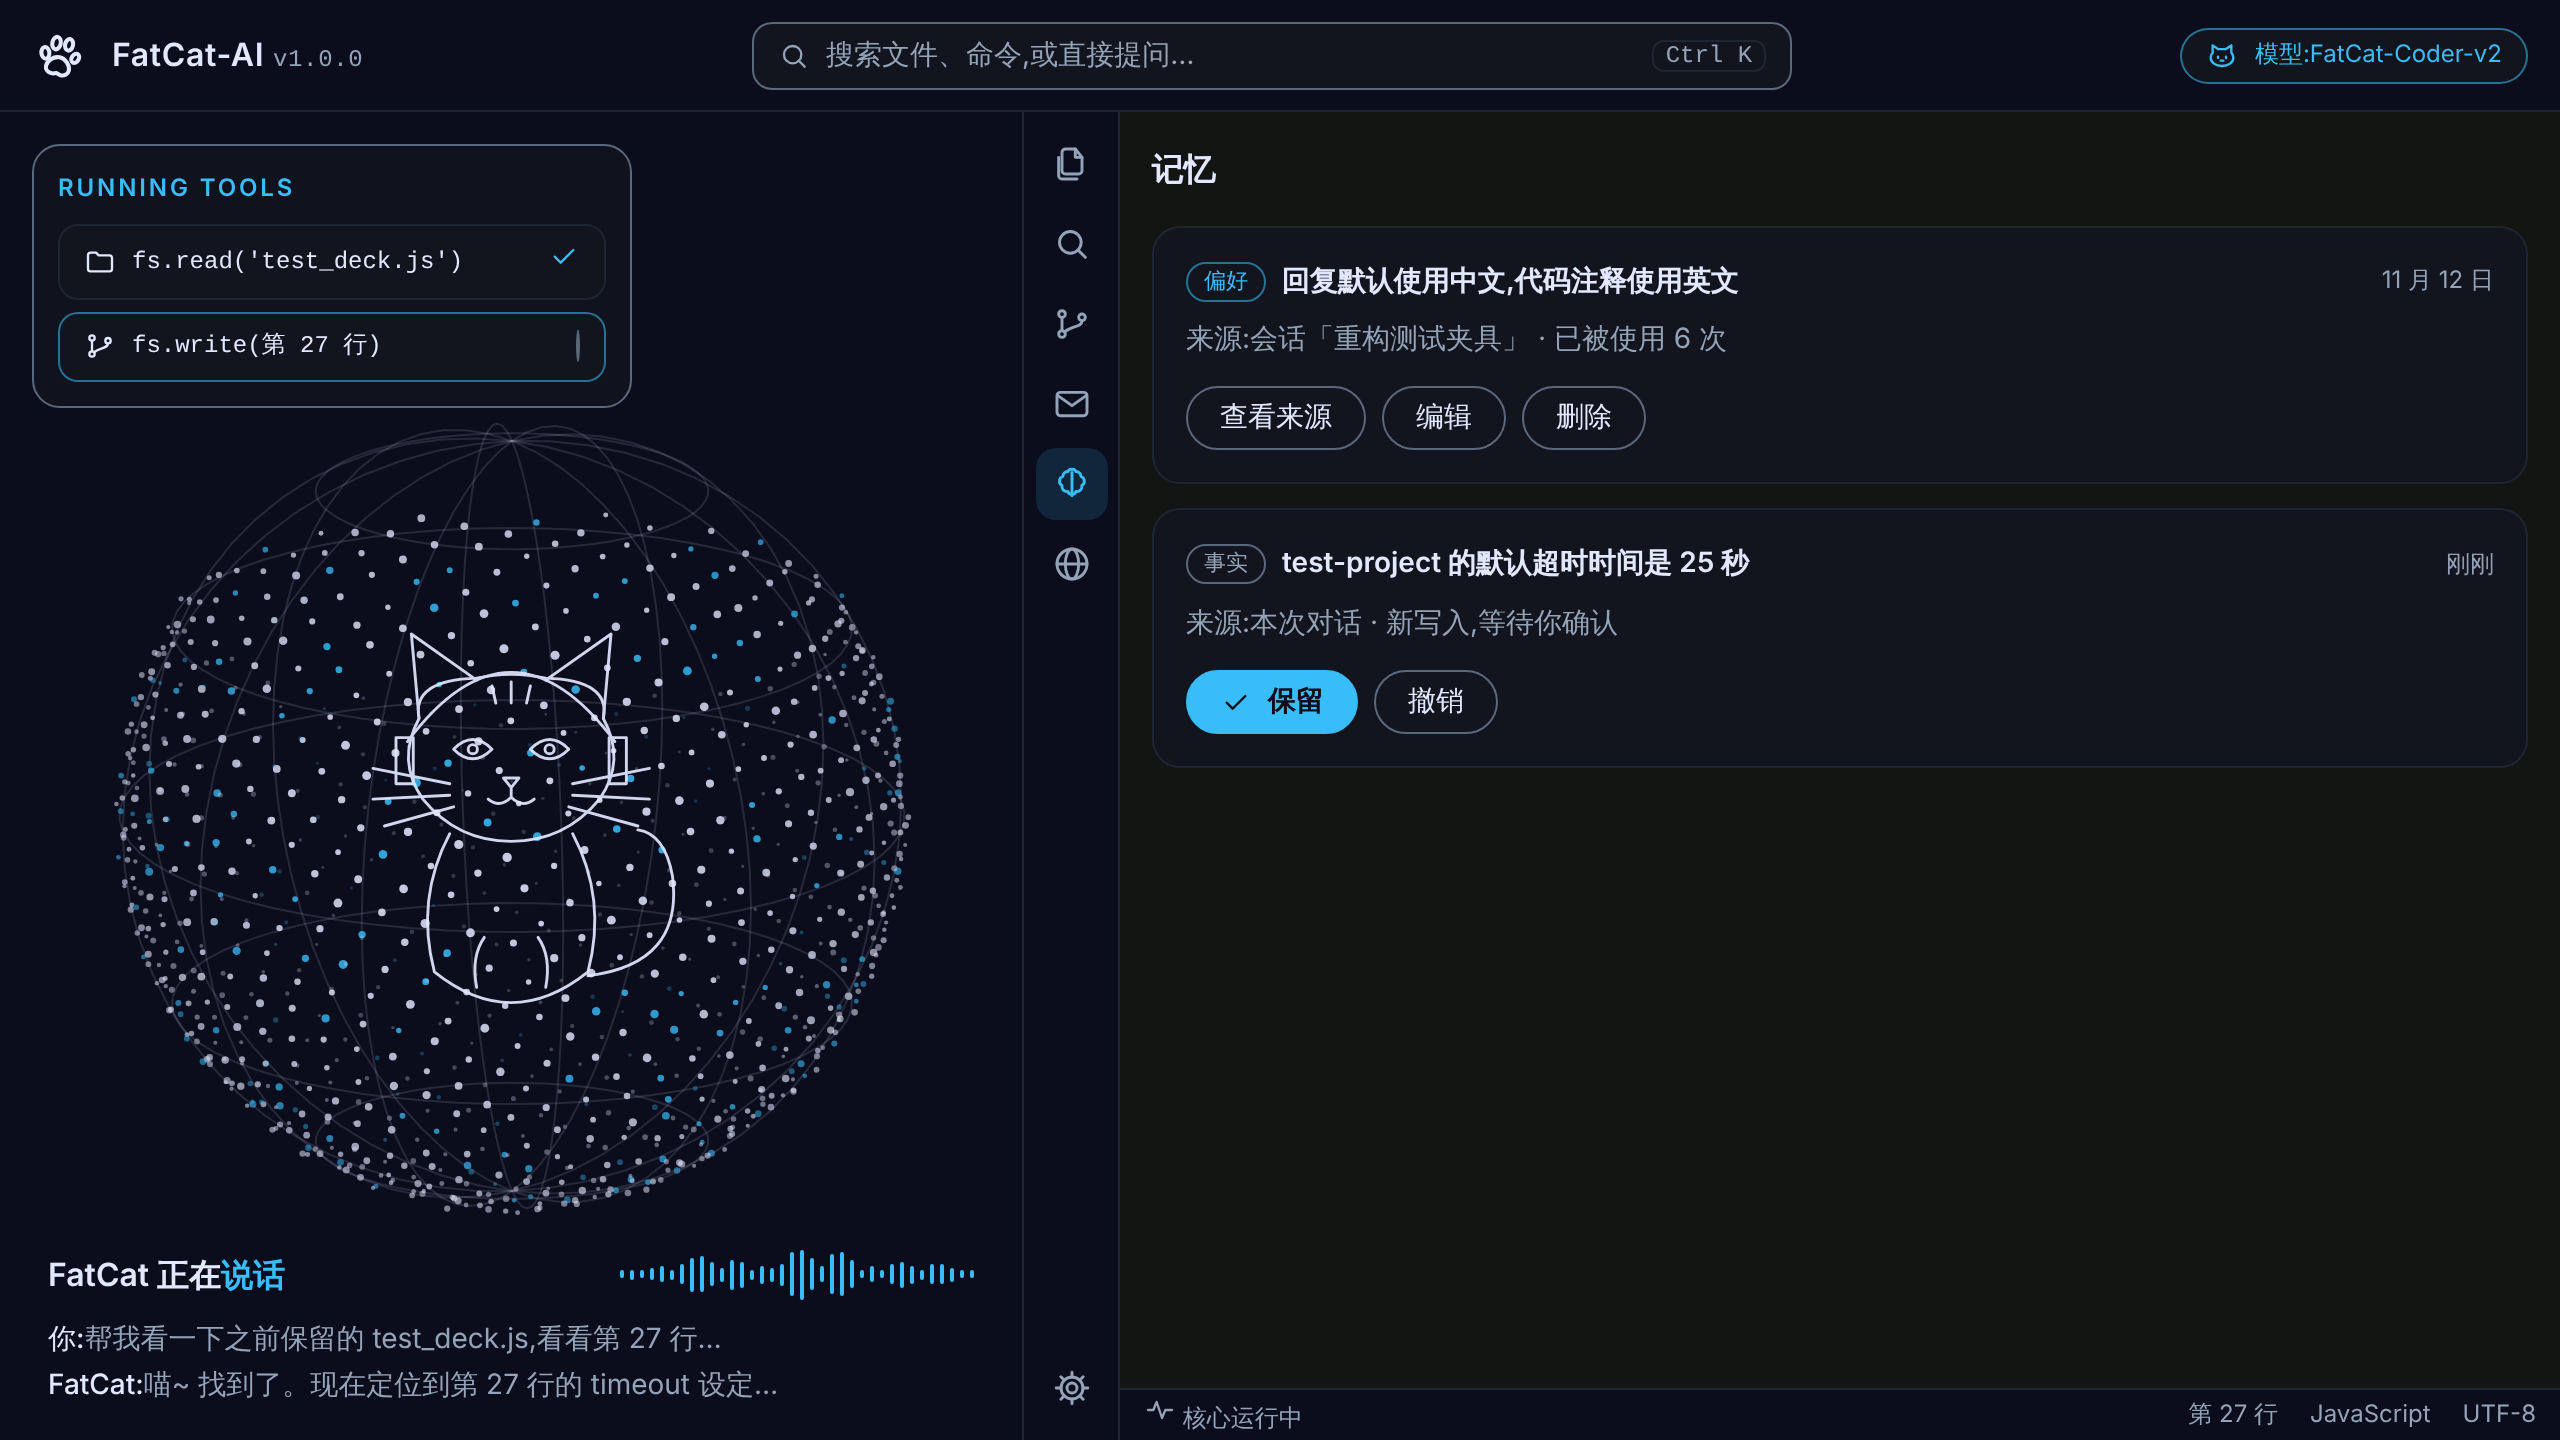 FatCat-AI v1.0.0
搜索文件、命令,或直接提问...
Ctrl K
模型:FatCat-Coder-v2
RUNNING TOOLS
fs.read('test_deck.js')
fs.write(第 27 行)
FatCat 正在说话
你:帮我看一下之前保留的 test_deck.js,看看第 27 行...
FatCat:喵~ 找到了。现在定位到第 27 行的 timeout 设定...
记忆
偏好 回复默认使用中文,代码注释使用英文 11 月 12 日
来源:会话「重构测试夹具」 · 已被使用 6 次
查看来源 编辑 删除
事实 test-project 的默认超时时间是 25 秒 刚刚
来源:本次对话 · 新写入,等待你确认
保留 撤销
核心运行中
第 27 行 JavaScript UTF-8